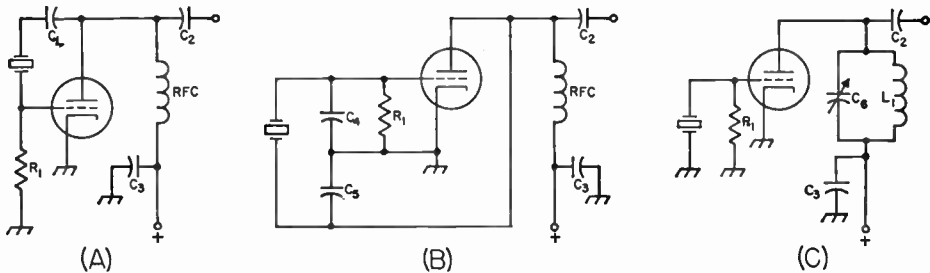 C₁
C₂
RFC
R₁
C₃
+
(A)
C₂
RFC
C₄
R₁
C₅
C₃
+
(B)
C₂
C₆
L₁
R₁
C₃
+
(C)